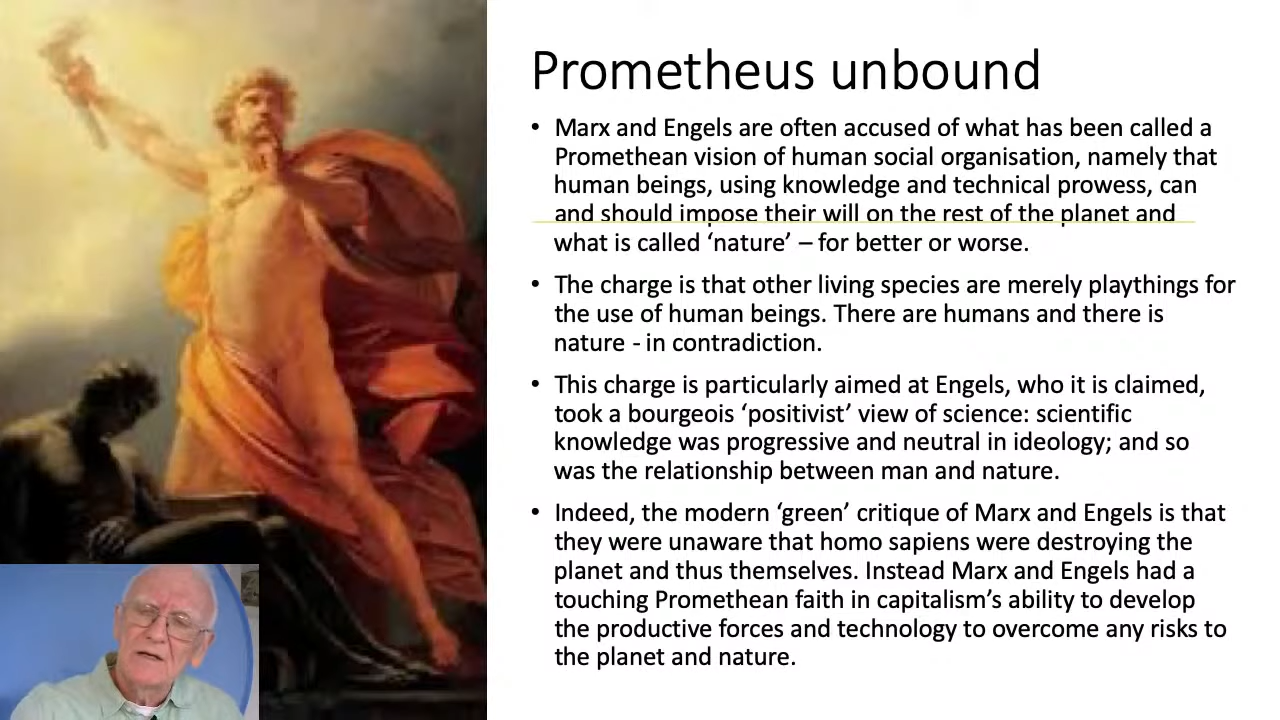 Prometheus unbound
• Marx and Engels are often accused of what has been called a
Promethean vision of human social organisation, namely that
human beings, using knowledge and technical prowess, can
and should impose their will on the rest of the planet and
what is called ‘nature’ – for better or worse.
• The charge is that other living species are merely playthings for
the use of human beings. There are humans and there is
nature - in contradiction.
• This charge is particularly aimed at Engels, who it is claimed,
took a bourgeois ‘positivist’ view of science: scientific
knowledge was progressive and neutral in ideology; and so
was the relationship between man and nature.
• Indeed, the modern ‘green’ critique of Marx and Engels is that
they were unaware that homo sapiens were destroying the
planet and thus themselves. Instead Marx and Engels had a
touching Promethean faith in capitalism’s ability to develop
the productive forces and technology to overcome any risks to
the planet and nature.